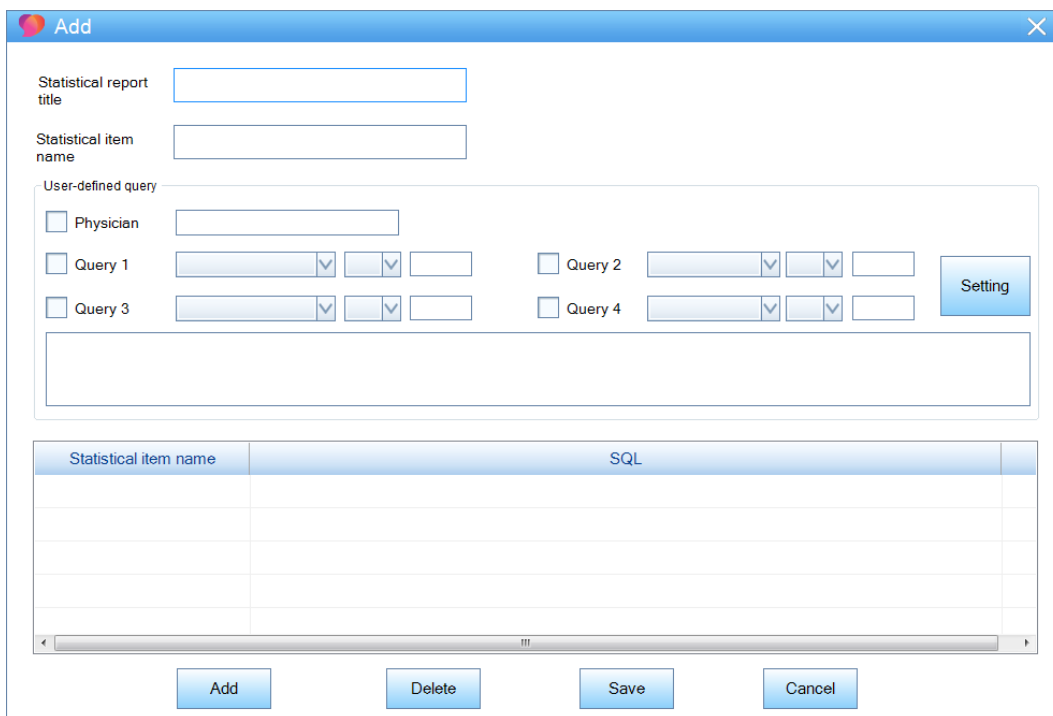 Add
Statistical report
title
Statistical item
name
User-defined query
Physician
Query 1
Query 2
Setting
Query 3
Query 4
Statistical item name SQL
Add Delete Save Cancel